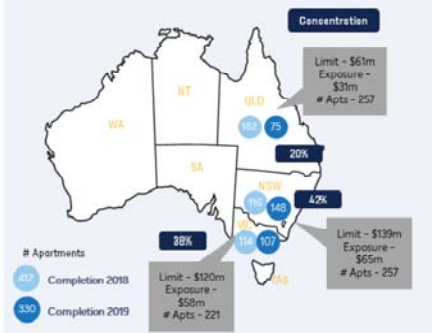 Concentration
Limit - $61m
Exposure -
$31m
# Apts - 257
NT
QLD
WA
182 75
20%
SA
NSW
116 148
42%
VIC
38%
114 107
Limit - $139m
Exposure -
$65m
# Apts - 257
# Apartments
412 Completion 2018
330 Completion 2019
Limit - $120m
Exposure -
$58m
# Apts - 221
TAS